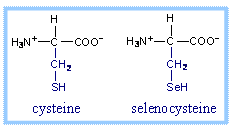 H H
H₃N⁺ C COO⁻ H₃N⁺ C COO⁻
CH₂ CH₂
SH SeH
cysteine selenocysteine